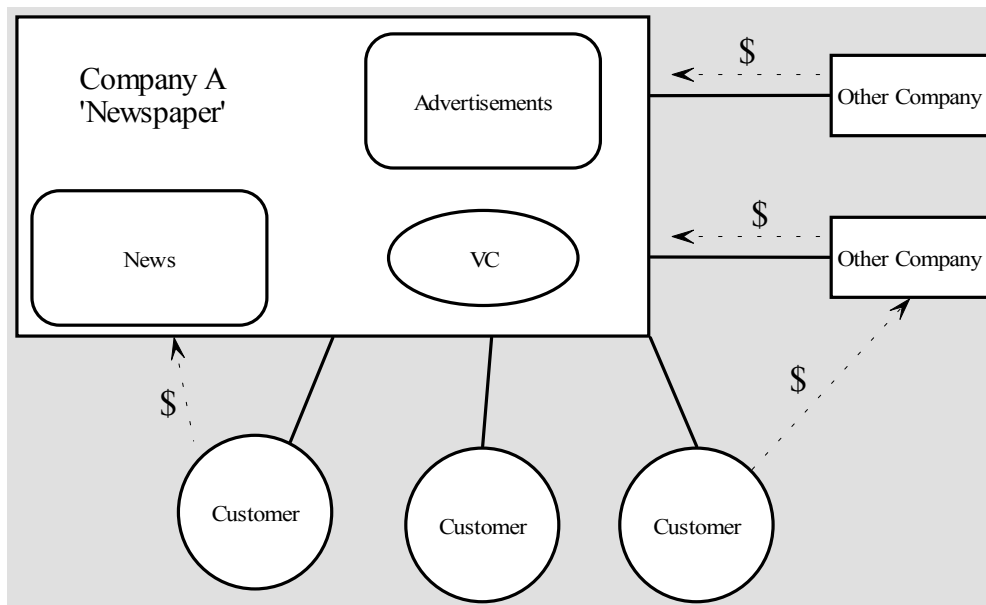 Company A
'Newspaper'
Advertisements
$
Other Company
News
VC
$
Other Company
$
$
Customer
Customer
Customer